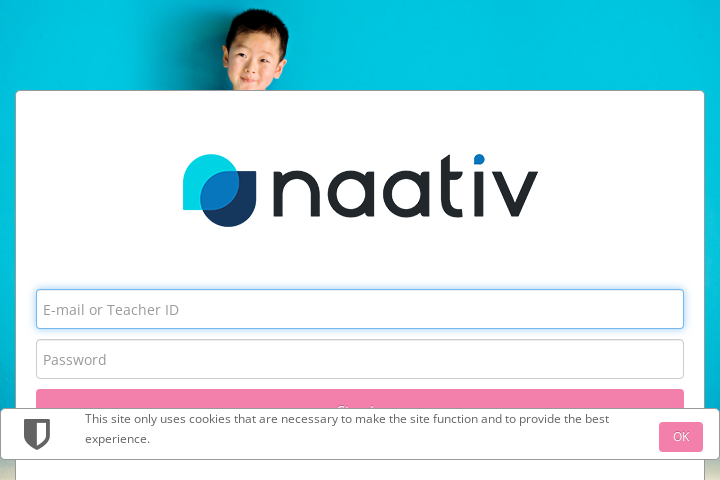 naativ
E-mail or Teacher ID
Password
This site only uses cookies that are necessary to make the site function and to provide the best
experience.
OK